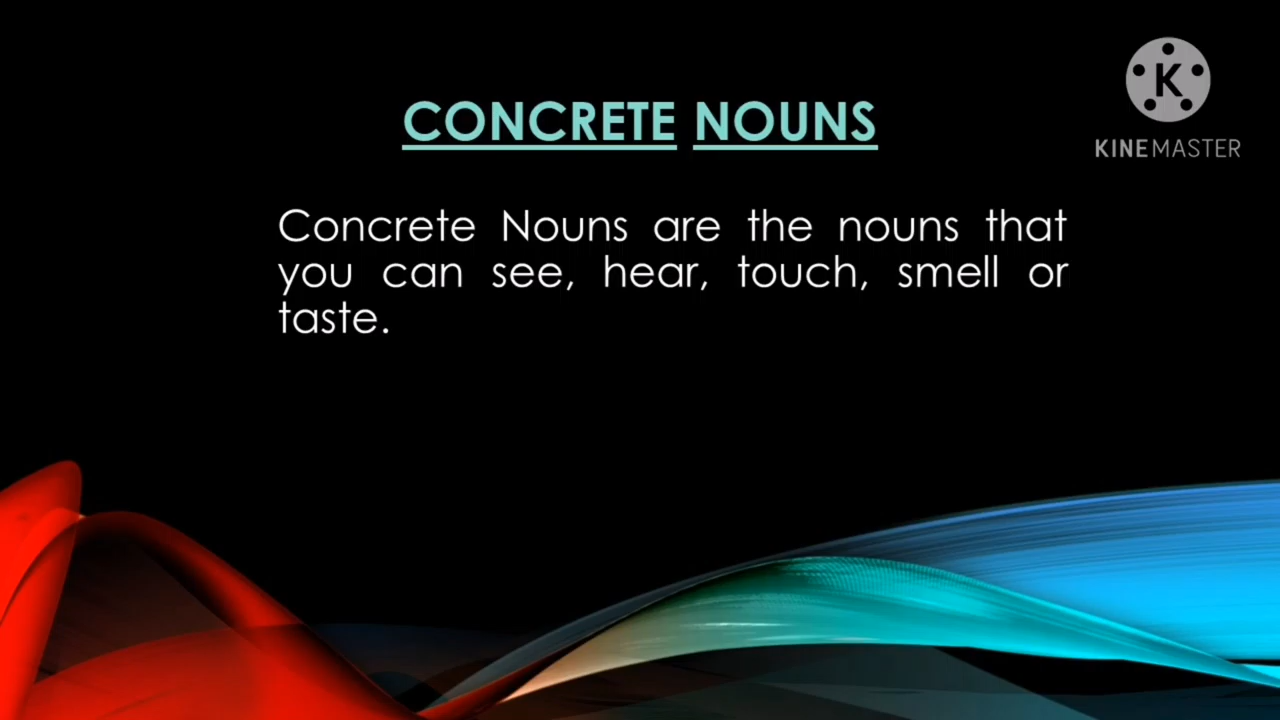 CONCRETE NOUNS
K
KINEMASTER
Concrete Nouns are the nouns that
you can see, hear, touch, smell or
taste.